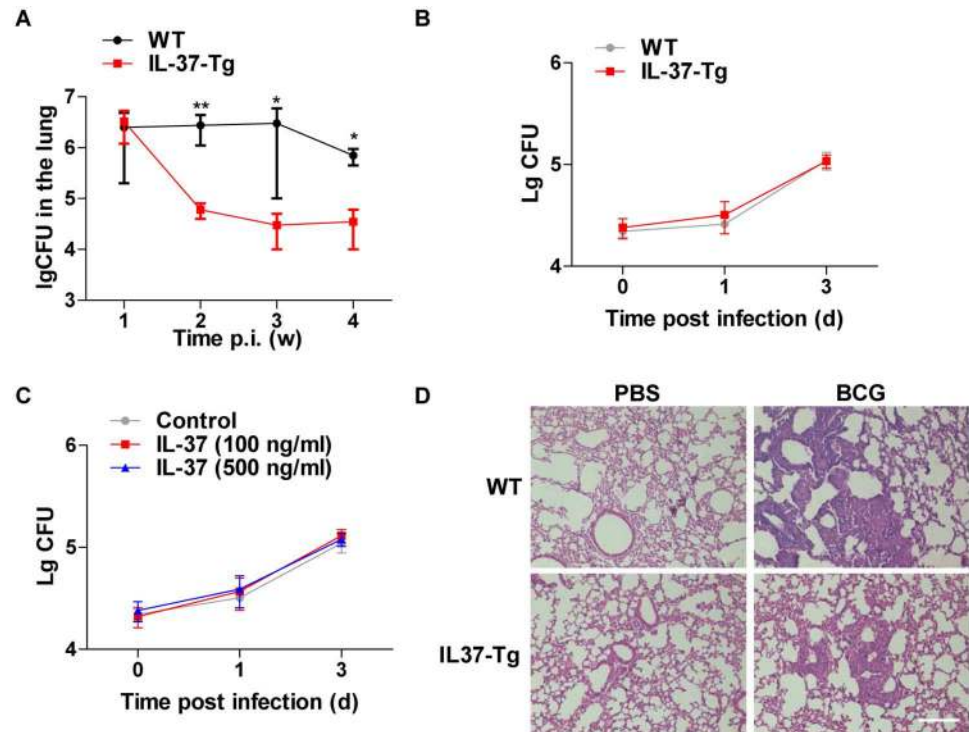 A
WT
IL-37-Tg
lgCFU in the lung
7
6
5
4
3
**
*
*
1 2 3 4
Time p.i. (w)
B
WT
IL-37-Tg
Lg CFU
6
5
4
0 1 3
Time post infection (d)
C
Control
IL-37 (100 ng/ml)
IL-37 (500 ng/ml)
Lg CFU
6
5
4
0 1 3
Time post infection (d)
D
PBS BCG
WT
IL37-Tg